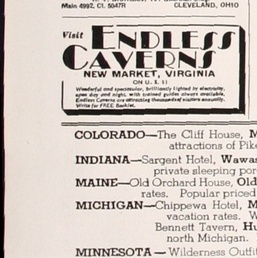 Main 4992, Cl. 5047R CLEVELAND, OHIO
Visit ENDLESS
CAVERNS
NEW MARKET, VIRGINIA
ON U. S. 11
Wonderful and spectacular, brilliantly lighted by electricity,
open day and night, with trained guides always available.
Endless Caverns are attracting thousands of visitors annually.
Write for FREE Booklet.
COLORADO—The Cliff House, M
attractions of Pike
INDIANA—Sargent Hotel, Wawas
private sleeping por
MAINE—Old Orchard House, Old
rates. Popular priced
MICHIGAN—Chippewa Hotel, M
vacation rates. W
Bennett Tavern, Hu
north Michigan.
MINNESOTA—Wilderness Outfi